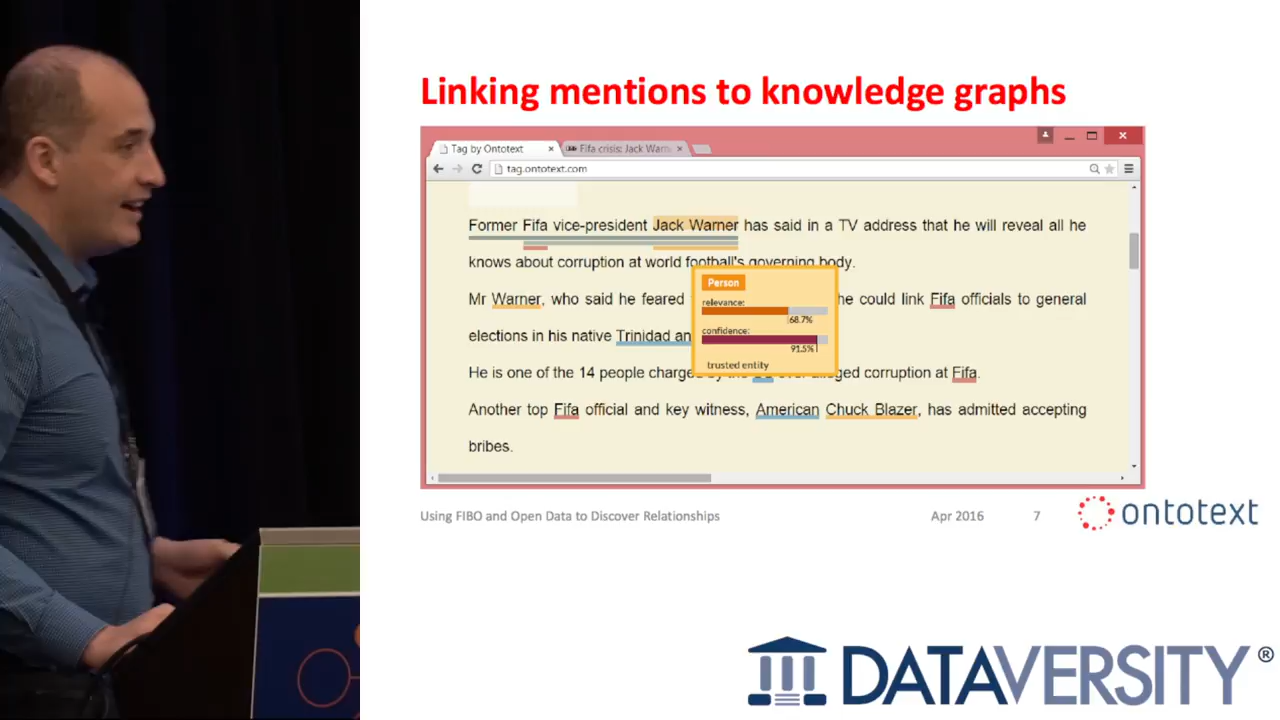 Linking mentions to knowledge graphs
Tag by Ontotext
Fifa crisis: Jack Warn
tag.ontotext.com
Former Fifa vice-president Jack Warner has said in a TV address that he will reveal all he
knows about corruption at world football's governing body.
Mr Warner, who said he feared he could link Fifa officials to general
elections in his native Trinidad an
He is one of the 14 people charged by the over alleged corruption at Fifa.
Another top Fifa official and key witness, American Chuck Blazer, has admitted accepting
bribes.
Person
relevance:
68.7%
confidence:
91.5%
trusted entity
Using FIBO and Open Data to Discover Relationships
Apr 2016
7
ontotext
DATAVERSITY®